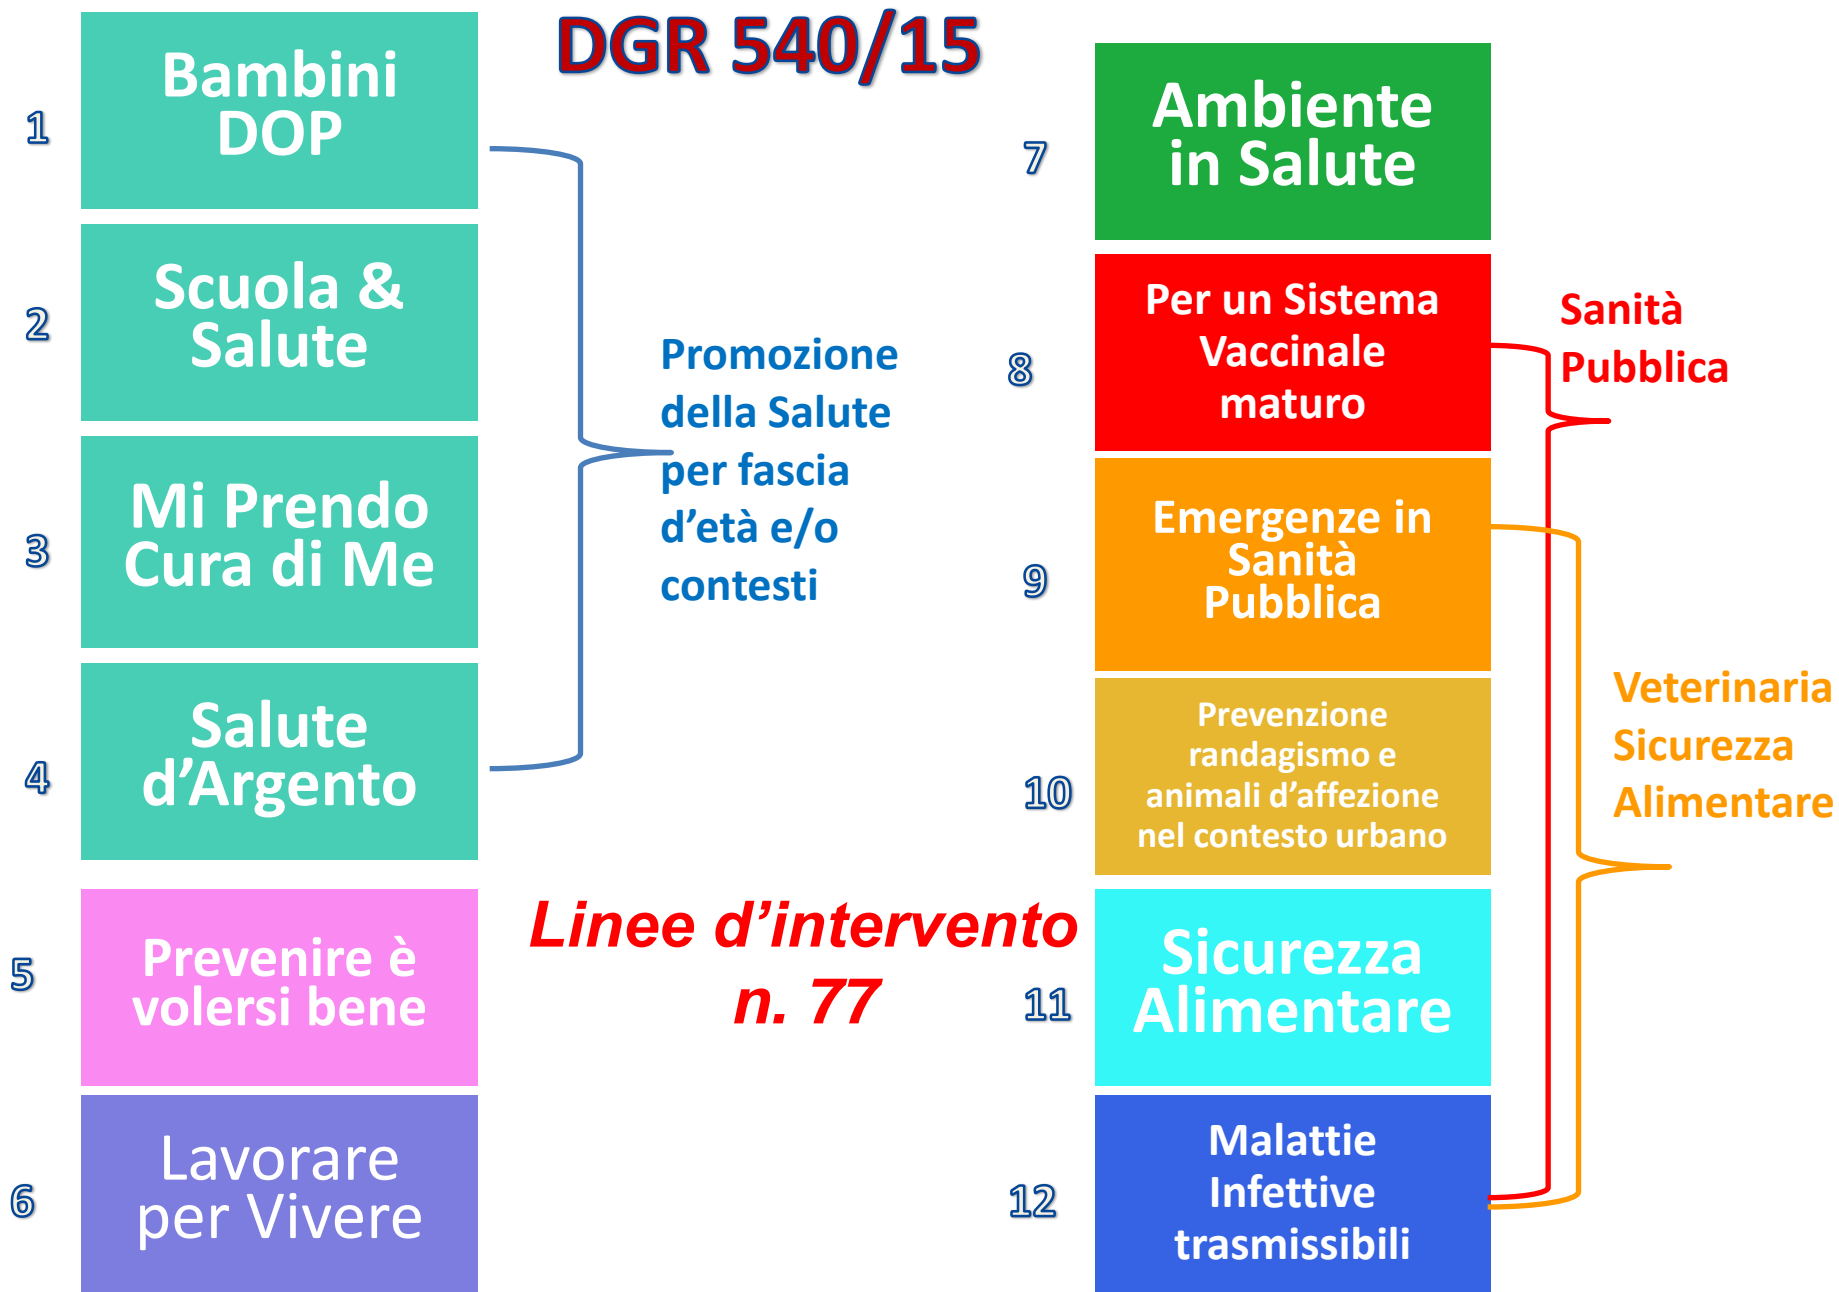 DGR 540/15
1
Bambini
DOP
2
Scuola &
Salute
3
Mi Prendo
Cura di Me
4
Salute
d’Argento
Promozione
della Salute
per fascia
d’età e/o
contesti
5
Prevenire è
volersi bene
6
Lavorare
per Vivere
Linee d’intervento
n. 77
7
Ambiente
in Salute
8
Per un Sistema
Vaccinale
maturo
9
Emergenze in
Sanità
Pubblica
10
Prevenzione
randagismo e
animali d’affezione
nel contesto urbano
11
Sicurezza
Alimentare
12
Malattie
Infettive
trasmissibili
Sanità
Pubblica
Veterinaria
Sicurezza
Alimentare